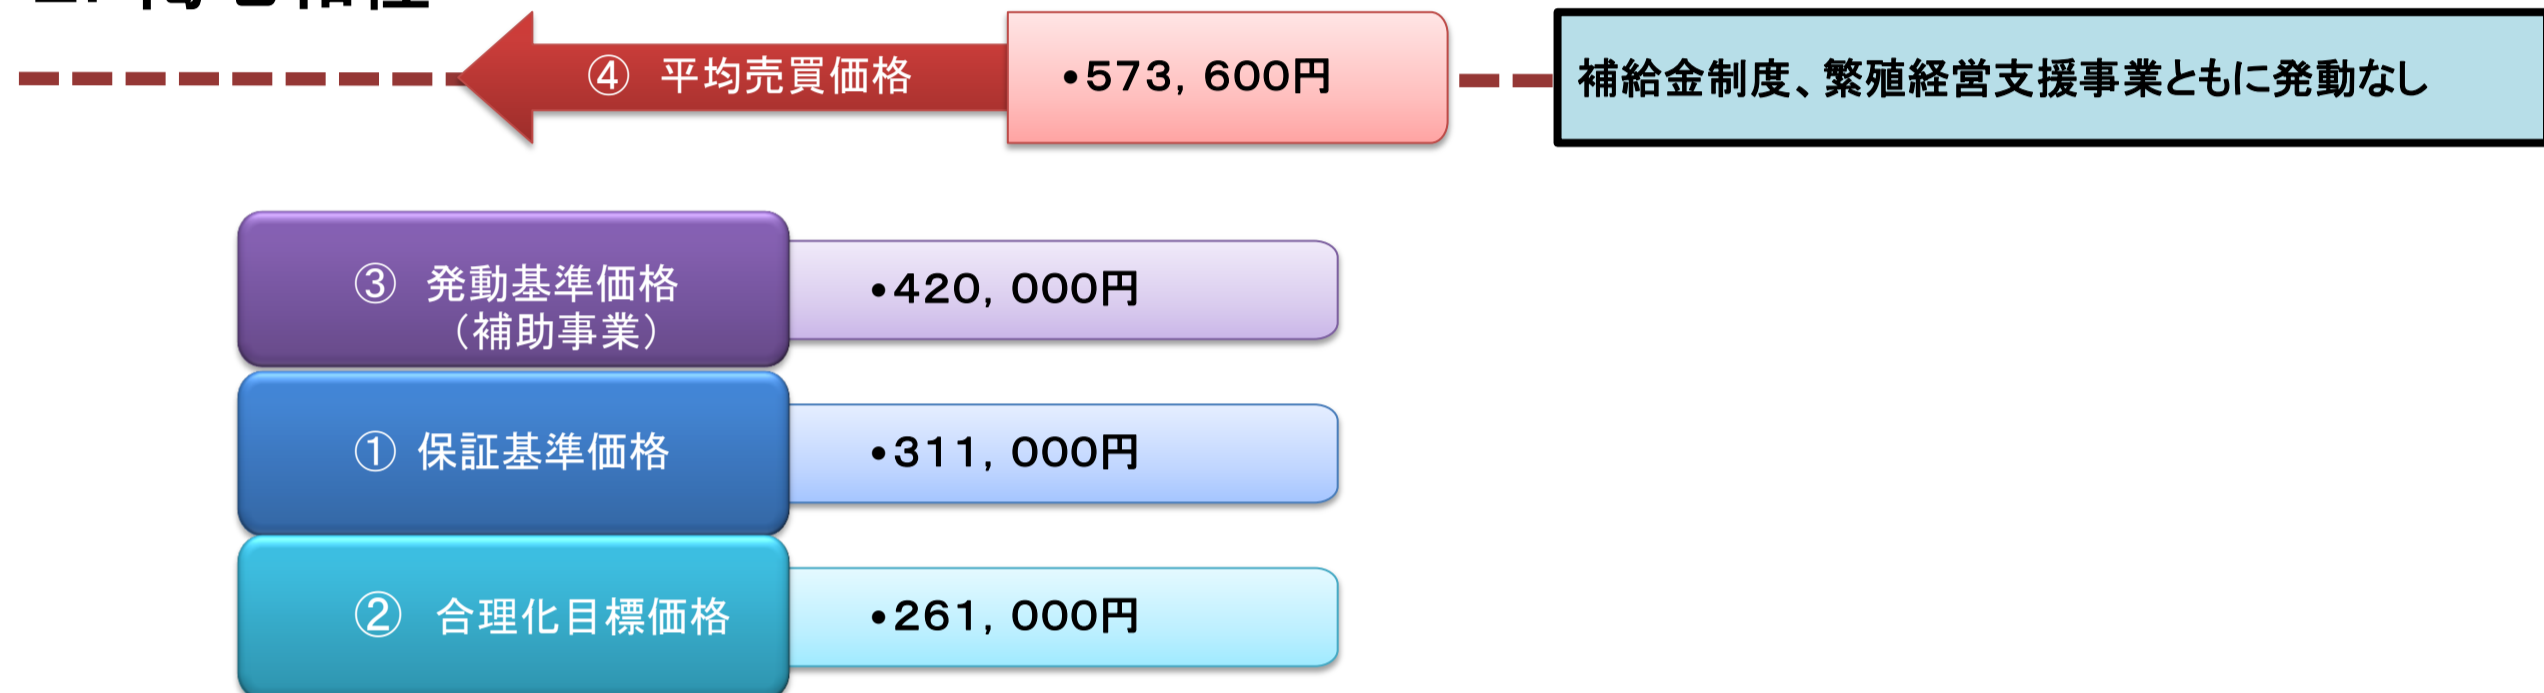 ④ 平均売買価格
•573,600円
補給金制度、繁殖経営支援事業ともに発動なし
③ 発動基準価格
（補助事業）
•420,000円
① 保証基準価格
•311,000円
② 合理化目標価格
•261,000円